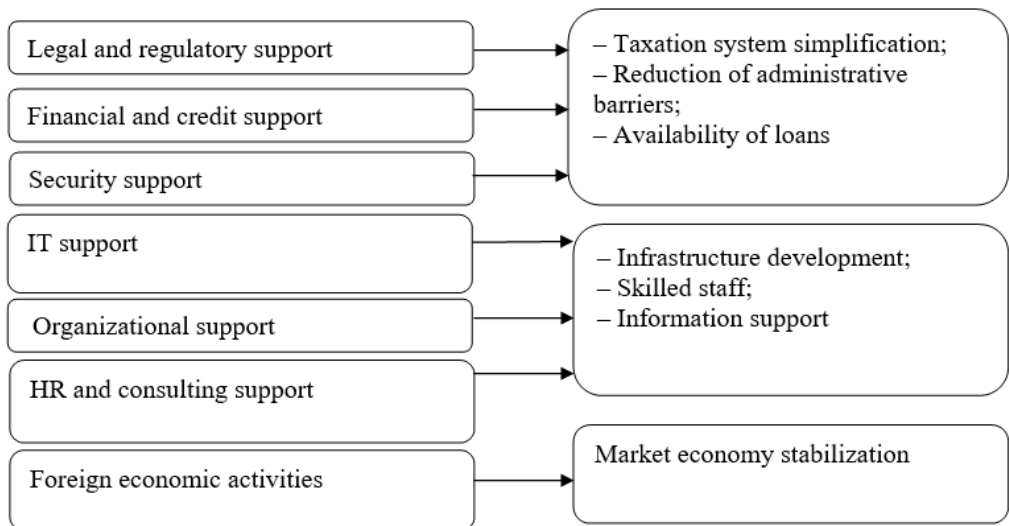 Legal and regulatory support
Financial and credit support
Security support
IT support
Organizational support
HR and consulting support
Foreign economic activities
– Taxation system simplification;
– Reduction of administrative
barriers;
– Availability of loans
– Infrastructure development;
– Skilled staff;
– Information support
Market economy stabilization